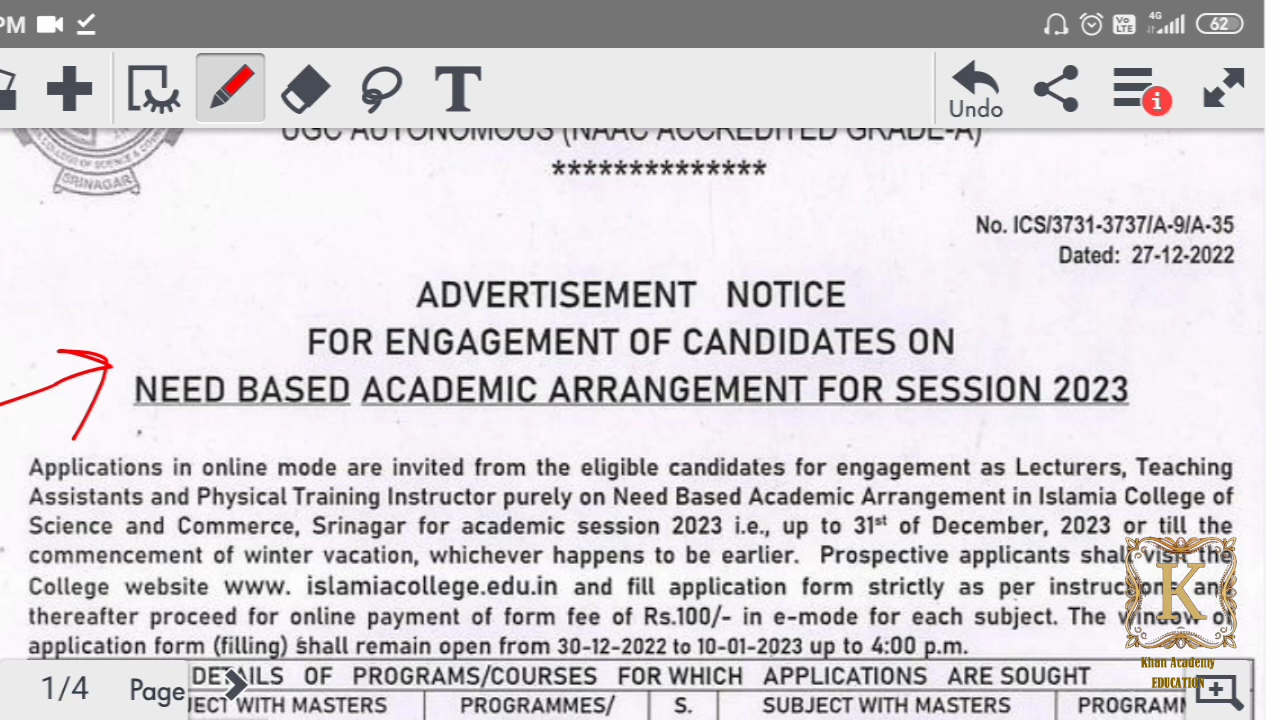 PM Vo LTE 4G 62
T Undo i
UGC AUTONOMOUS (NAAC ACCREDITED GRADE-A)
COLLEGE OF SCIENCE &
SRINAGAR
**************
No. ICS/3731-3737/A-9/A-35
Dated: 27-12-2022
ADVERTISEMENT NOTICE
FOR ENGAGEMENT OF CANDIDATES ON
NEED BASED ACADEMIC ARRANGEMENT FOR SESSION 2023
Applications in online mode are invited from the eligible candidates for engagement as Lecturers, Teaching
Assistants and Physical Training Instructor purely on Need Based Academic Arrangement in Islamia College of
Science and Commerce, Srinagar for academic session 2023 i.e., up to 31st of December, 2023 or till the
commencement of winter vacation, whichever happens to be earlier. Prospective applicants shall visit the
College website www. islamiacollege.edu.in and fill application form strictly as per instructions and
thereafter proceed for online payment of form fee of Rs.100/- in e-mode for each subject. The window of
application form (filling) shall remain open from 30-12-2022 to 10-01-2023 up to 4:00 p.m.
K
Khan Academy
EDUCATION
DETAILS OF PROGRAMS/COURSES FOR WHICH APPLICATIONS ARE SOUGHT
1/4 Page
JECT WITH MASTERS PROGRAMMES/ S. SUBJECT WITH MASTERS PROGRAMM